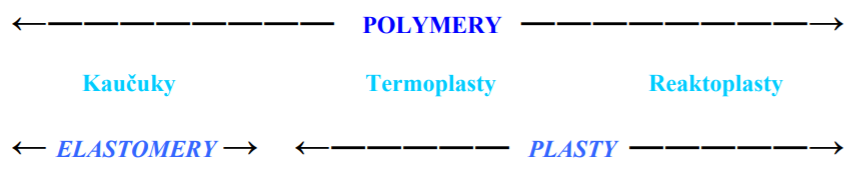 POLYMERY
Kaučuky Termoplasty Reaktoplasty
ELASTOMERY PLASTY